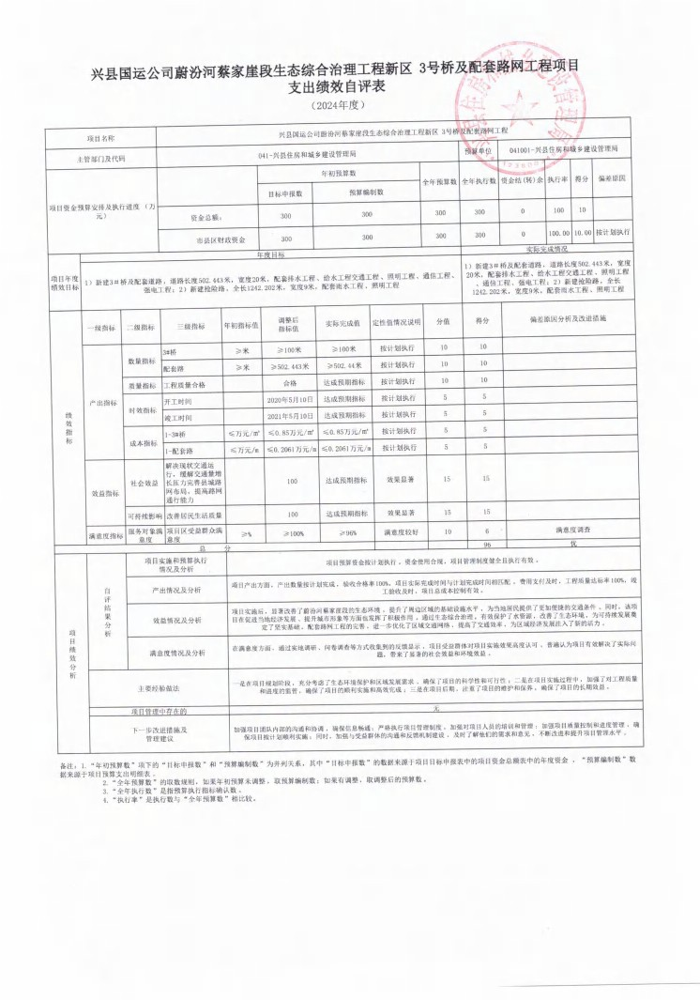 兴县国运公司蔚汾河蔡家崖段生态综合治理工程新区 3号桥及配套路网工程项目
支出绩效自评表
(2024年度)
项目名称 兴县国运公司蔚汾河蔡家崖段生态综合治理工程新区 3号桥及配套路网工程
主管部门及代码 041-兴县住房和城乡建设管理局 预算单位 041001-兴县住房和城乡建设管理局
项目资金预算安排及执行进度 (万元) 年初预算数 全年预算数 全年执行数 资金结(转)余 执行率 得分 偏差原因
目标申报数 预算编制数
资金总额: 300 300 300 300 0 100 10
市县区财政资金 300 300 300 300 0 100.00 10.00 按计划执行
年度目标 实际完成情况
项目年度绩效目标
1)新建3#桥及配套道路,道路长度502.443米,宽度20米,配套排水工程、给水工程交通工程、照明工程、通信工程、
强电工程;2)新建抢险路,全长1242.202米,宽度9米,配套雨水工程、照明工程
1)新建3#桥及配套道路,道路长度502.443米,宽度
20米,配套排水工程、给水工程交通工程、照明工程
、通信工程、强电工程;2)新建抢险路,全长
1242.202米,宽度9米,配套雨水工程、照明工程
绩效指标
一级指标 二级指标 三级指标 年初指标值 调整后指标值 实际完成值 定性值情况说明 分值 得分 偏差原因分析及改进措施
产出指标 数量指标 3#桥 ≥米 ≥100米 ≥100米 按计划执行 10 10
配套路 ≥米 ≥502.443米 ≥502.44米 按计划执行 10 10
质量指标 工程质量合格 合格 达成预期指标 按计划执行 10 10
时效指标 开工时间 2020年5月10日 达成预期指标 按计划执行 5 5
竣工时间 2021年5月10日 达成预期指标 按计划执行 5 5
成本指标 1-3#桥 ≤万元/㎡ ≤0.85万元/㎡ ≤0.85万元/㎡ 按计划执行 5 5
1-配套路 ≤万元/m ≤0.2061万元/m ≤0.2061万元/m 按计划执行 5 5
效益指标 社会效益 解决现状交通运行,缓解交通量增长压力完善县城路网布局,提高路网通行能力 100 达成预期指标 效果显著 15 15
可持续影响 改善居民生活质量 100 达成预期指标 效果显著 15 15
满意度指标 服务对象满意度 项目区受益群众满意度 ≥% ≥100% ≥96% 满意度较好 10 6 满意度调查
总 分 96 优
项目绩效分析
自评结果分析
项目实施和预算执行情况及分析 项目预算资金按计划执行,资金使用合规,项目管理制度健全且执行有效。
产出情况及分析 项目产出方面,产出数量按计划完成,验收合格率100%,项目实际完成时间与计划完成时间相匹配,费用支付及时,工程质量达标率100%,竣
工验收及时,项目总成本控制有效。
效益情况及分析 项目实施后,显著改善了蔚汾河蔡家崖段的生态环境,提升了周边区域的基础设施水平,为当地居民提供了更加便捷的交通条件。同时,该项
目在促进当地经济发展、提升城市形象等方面也发挥了积极作用。通过生态综合治理,有效保护了水资源,改善了生态环境,为可持续发展奠
定了坚实基础。配套路网工程的完善,进一步优化了区域交通网络,提高了交通效率,为区域经济发展注入了新的活力。
满意度情况及分析 在满意度方面,通过实地调研、问卷调查等方式收集到的反馈显示,项目受益群体对项目实施效果高度认可,普遍认为项目有效解决了实际问
题,带来了显著的社会效益和环境效益。
主要经验做法 一是在项目规划阶段,充分考虑了生态环境保护和区域发展需求,确保了项目的科学性和可行性;二是在项目实施过程中,加强了对工程质量
和进度的监管,确保了项目的顺利实施和高效完成;三是在项目后期,注重了项目的维护和保养,确保了项目的长期效益。
项目管理中存在的 无
下一步改进措施及管理建议 加强项目团队内部的沟通和协调,确保信息畅通;严格执行项目管理制度,加强对项目人员的培训和管理;加强项目质量控制和进度管理,确
保项目按计划顺利实施;同时,加强与受益群体的沟通和反馈机制建设,及时了解他们的需求和意见,不断改进和提升项目管理水平。
备注:1.“年初预算数”项下的“目标申报数”和“预算编制数”为并列关系,其中“目标申报数”的数据来源于项目目标申报表中的项目资金总额表中的年度资金,“预算编制数”数
据来源于项目预算支出明细表。
2.“全年预算数”的取数规则,如果年初预算未调整,取预算编制数;如果有调整,取调整后的预算数。
3.“全年执行数”是指预算执行指标确认数。
4.“执行率”是执行数与“全年预算数”相比较。